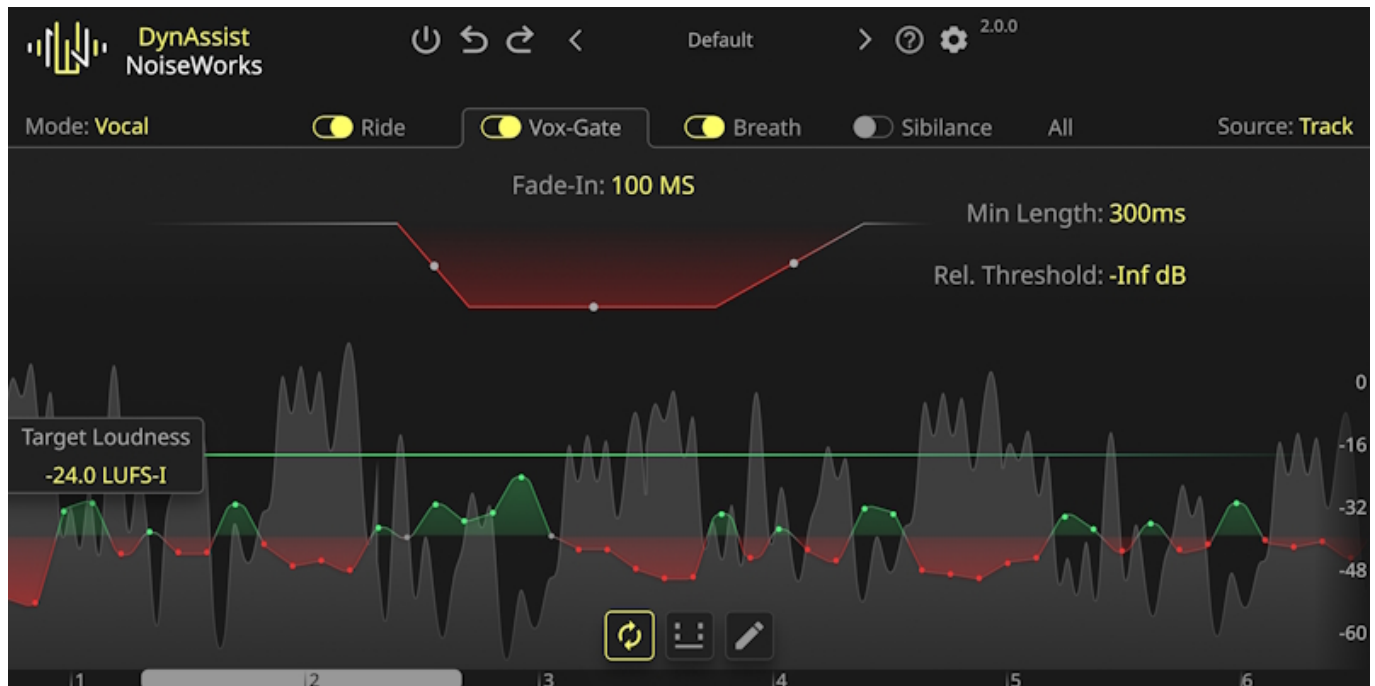 DynAssist
NoiseWorks
Default
2.0.0
Mode: Vocal
Ride
Vox-Gate
Breath
Sibilance
All
Source: Track
Fade-In: 100 MS
Min Length: 300ms
Rel. Threshold: -Inf dB
Target Loudness
-24.0 LUFS-I
0
-16
-32
-48
-60
1
2
3
4
5
6